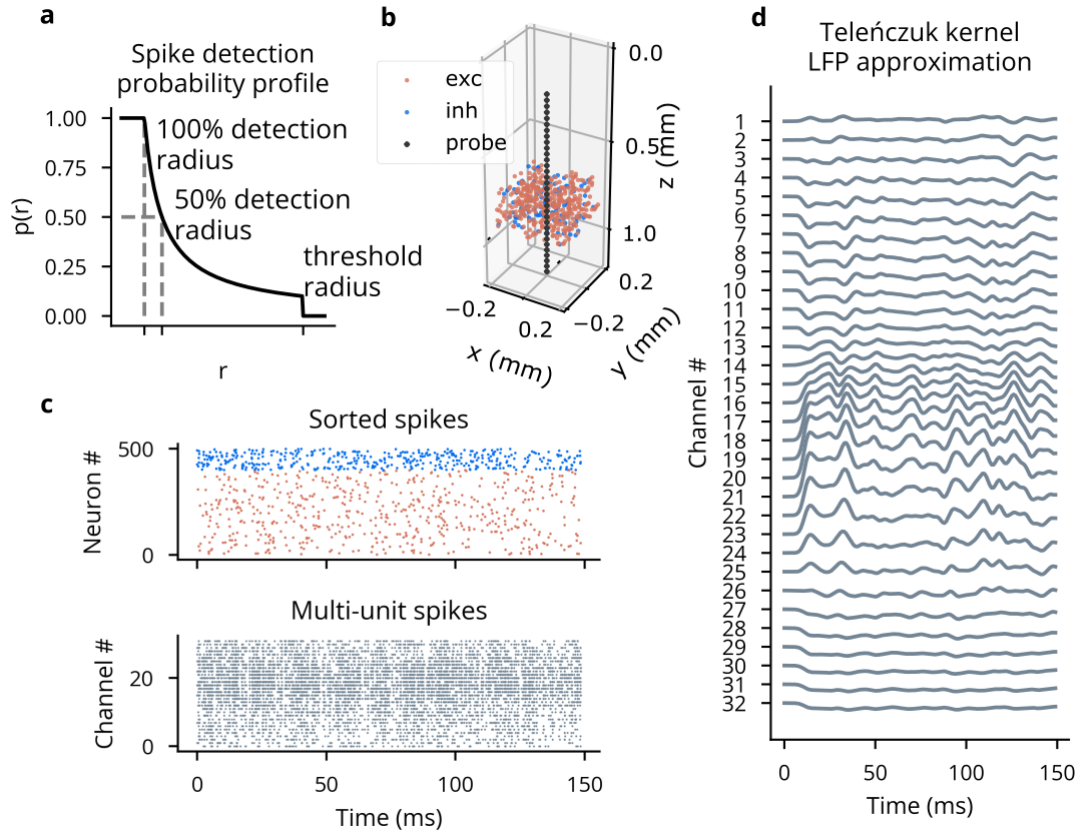 a
Spike detection
probability profile
1.00
0.75
0.50
0.25
0.00
p(r)
100% detection
radius
50% detection
radius
threshold
radius
r
b
exc
inh
probe
0.0
0.5
1.0
z (mm)
−0.2
0.2
x (mm)
−0.2
0.2
y (mm)
c
Sorted spikes
500
0
Neuron #
Multi-unit spikes
20
0
Channel #
0
50
100
150
Time (ms)
d
Teleńczuk kernel
LFP approximation
1
2
3
4
5
6
7
8
9
10
11
12
13
14
15
16
17
18
19
20
21
22
23
24
25
26
27
28
29
30
31
32
Channel #
0
50
100
150
Time (ms)